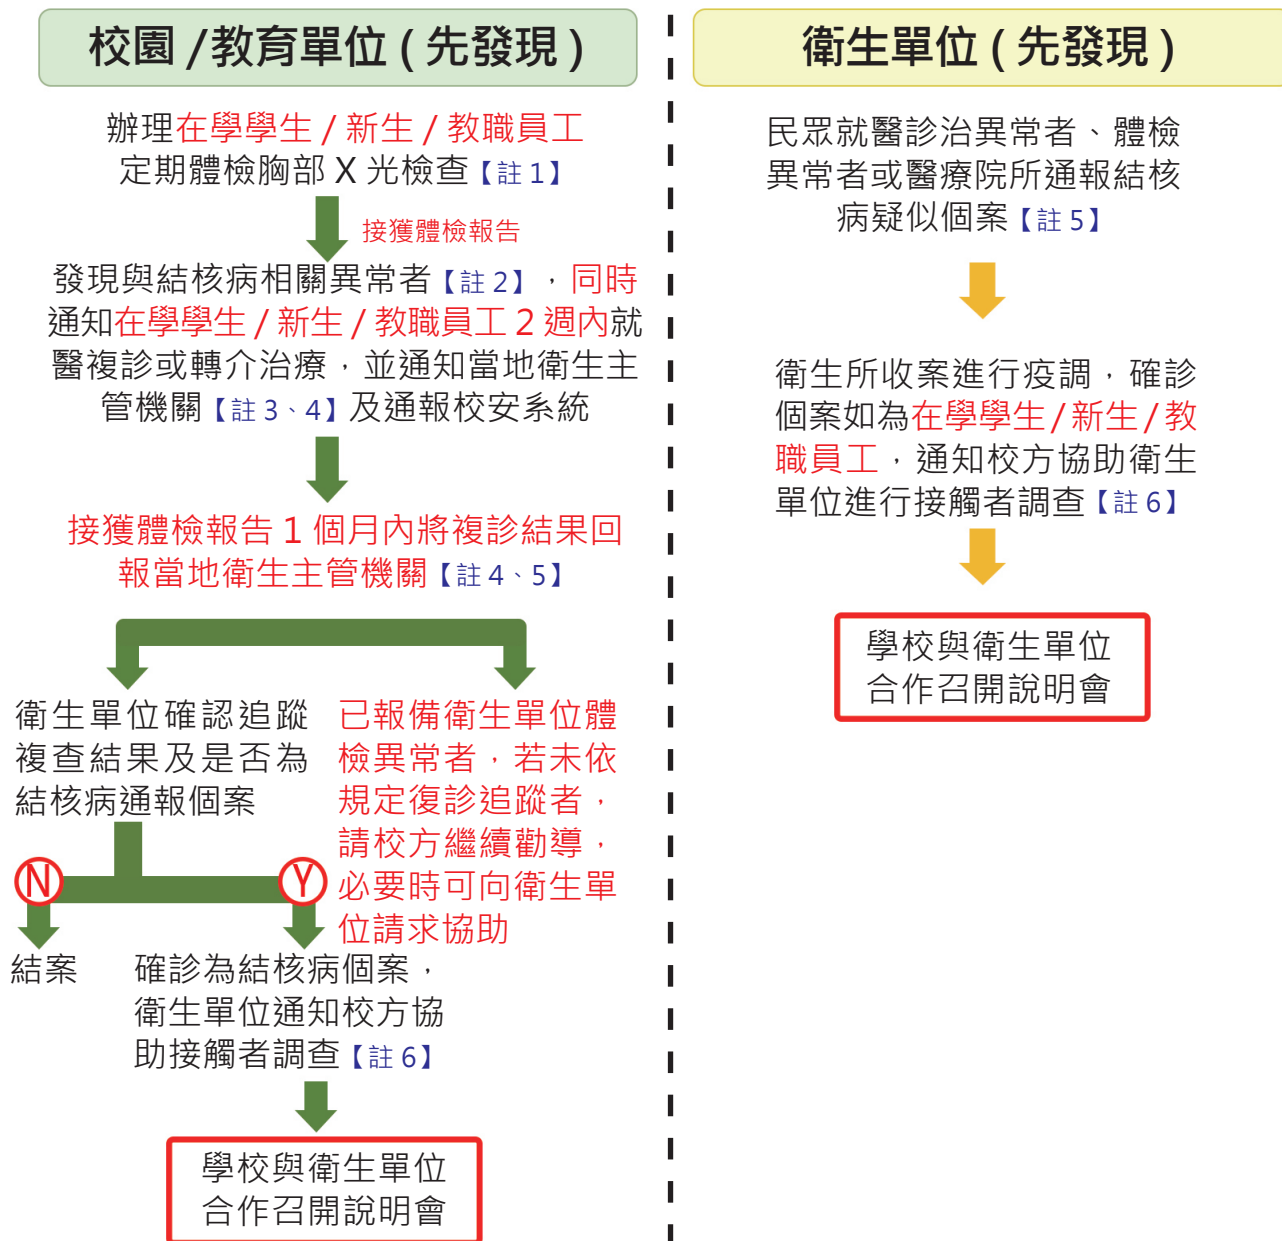 校園/教育單位(先發現)
辦理在學學生/新生/教職員工
定期體檢胸部X光檢查【註1】
接獲體檢報告
發現與結核病相關異常者【註2】，同時
通知在學學生/新生/教職員工2週內就
醫複診或轉介治療，並通知當地衛生主
管機關【註3、4】及通報校安系統
接獲體檢報告1個月內將複診結果回
報當地衛生主管機關【註4、5】
衛生單位確認追蹤
複查結果及是否為
結核病通報個案
已報備衛生單位體
檢異常者，若未依
規定復診追蹤者，
請校方繼續勸導，
必要時可向衛生單
位請求協助
N
Y
結案
確診為結核病個案，
衛生單位通知校方協
助接觸者調查【註6】
學校與衛生單位
合作召開說明會
衛生單位(先發現)
民眾就醫診治異常者、體檢
異常者或醫療院所通報結核
病疑似個案【註5】
衛生所收案進行疫調，確診
個案如為在學學生/新生/教
職員工，通知校方協助衛生
單位進行接觸者調查【註6】
學校與衛生單位
合作召開說明會